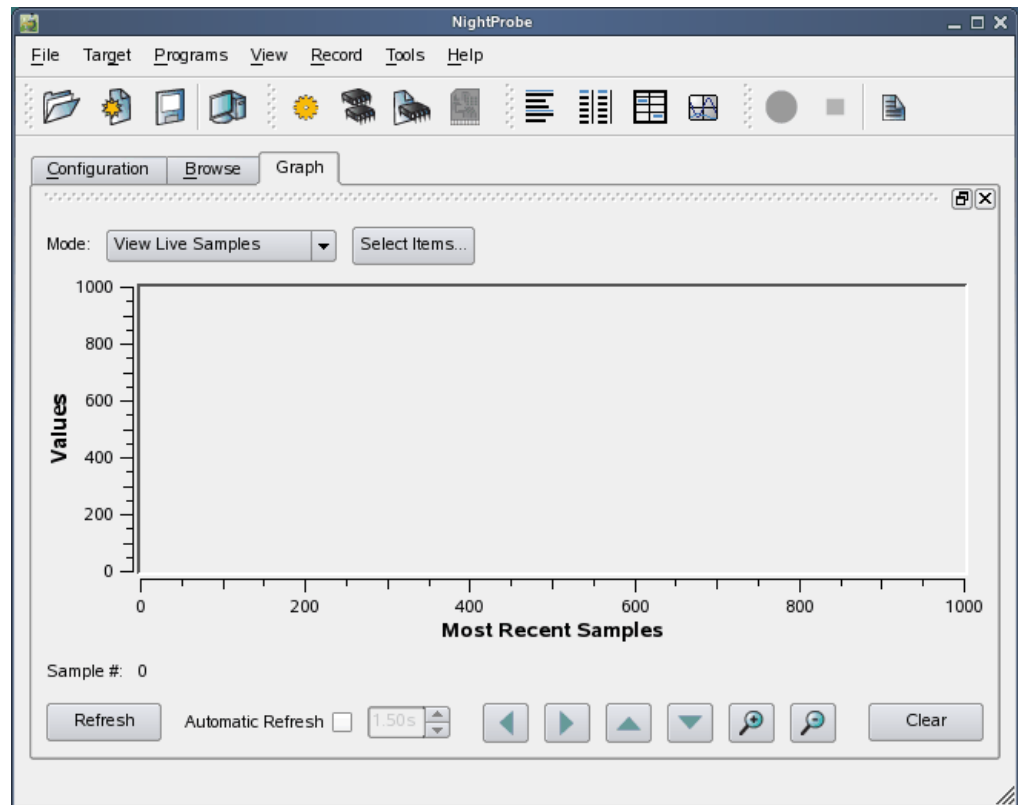 NightProbe
File Target Programs View Record Tools Help
Configuration Browse Graph
Mode: View Live Samples Select Items...
1000
800
600
400
200
0
Values
0 200 400 600 800 1000
Most Recent Samples
Sample #: 0
Refresh Automatic Refresh 1.50s Clear